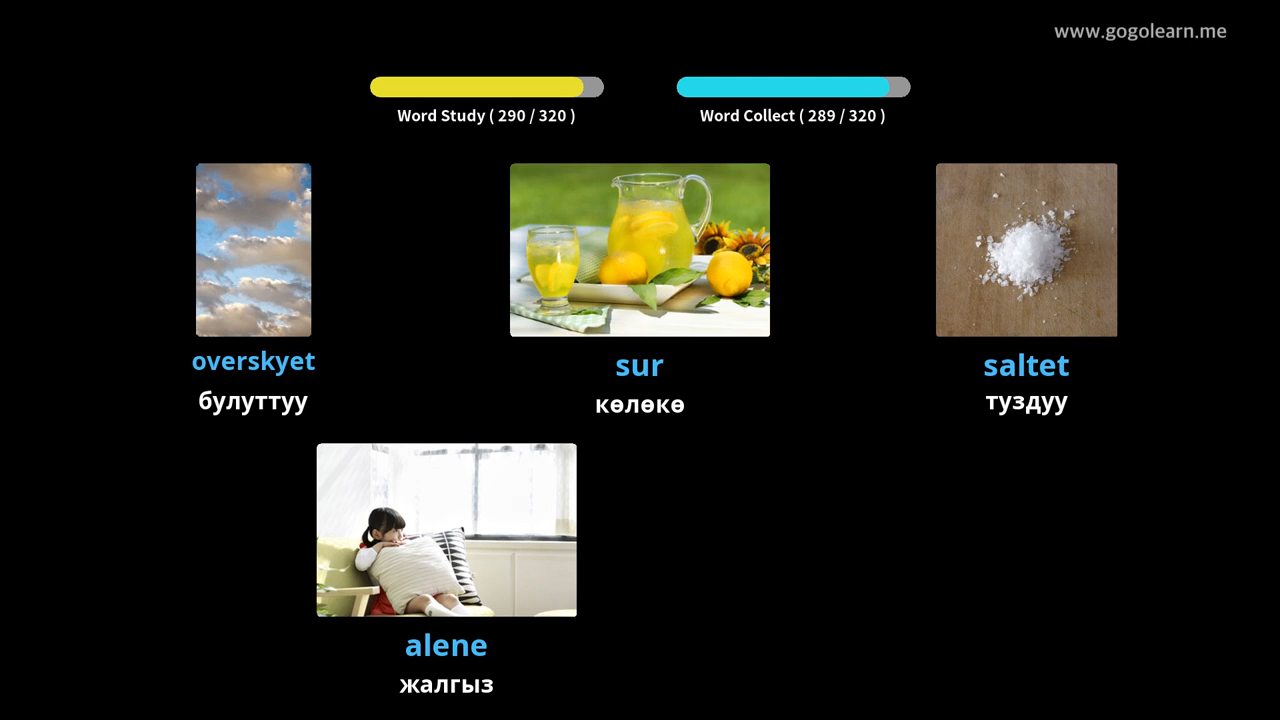 www.gogolearn.me
Word Study ( 290 / 320 )
Word Collect ( 289 / 320 )
overskyet
булуттуу
sur
көлөкө
saltet
туздуу
alene
жалгыз